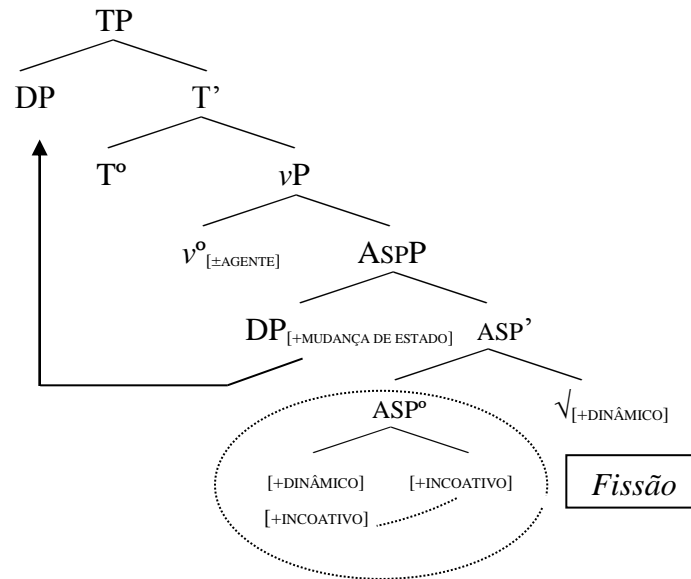 TP
DP T’
Tº vP
vº[±AGENTE] ASPP
DP[+MUDANÇA DE ESTADO] ASP’
ASPº √[+DINÂMICO]
[+DINÂMICO] [+INCOATIVO] Fissão
[+INCOATIVO]